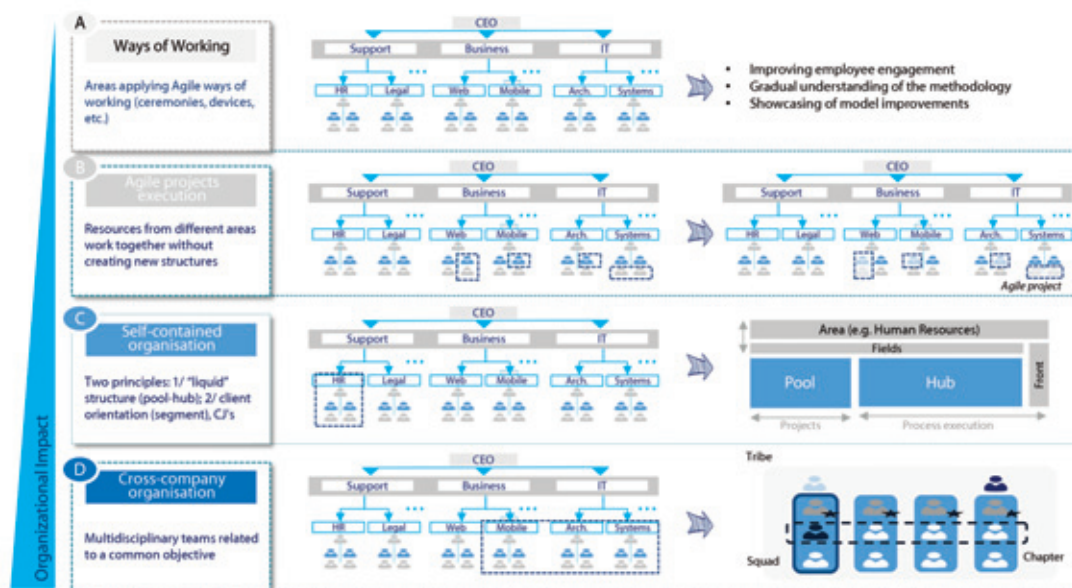 Organizational Impact
A
Ways of Working
Areas applying Agile ways of
working (ceremonies, devices,
etc.)
CEO
Support Business IT
HR Legal Web Mobile Arch. Systems
• Improving employee engagement
• Gradual understanding of the methodology
• Showcasing of model improvements
B
Agile projects
execution
Resources from different areas
work together without
creating new structures
CEO
Support Business IT
HR Legal Web Mobile Arch. Systems
CEO
Support Business IT
HR Legal Web Mobile Arch. Systems
Agile project
C
Self-contained
organisation
Two principles: 1/ "liquid"
structure (pool-hub); 2/ client
orientation (segment), CJ's
CEO
Support Business IT
HR Legal Web Mobile Arch. Systems
Area (e.g. Human Resources)
Fields
Pool Hub Front
Projects Process execution
D
Cross-company
organisation
Multidisciplinary teams related
to a common objective
CEO
Support Business IT
HR Legal Web Mobile Arch. Systems
Tribe
Squad Chapter